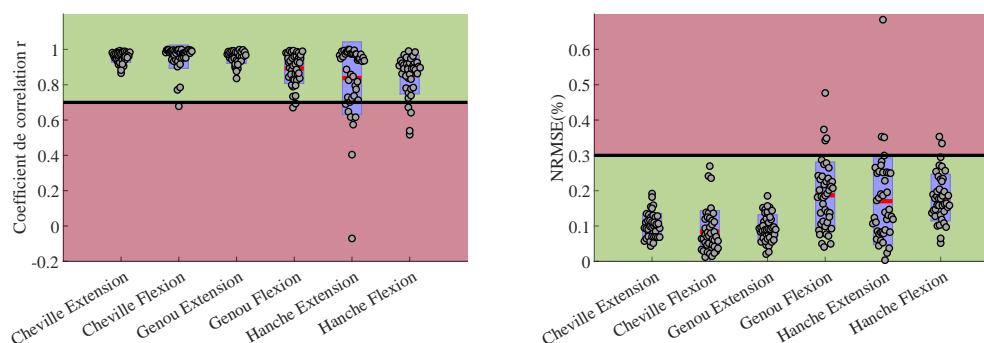 Coefficient de correlation r
1
0.8
0.6
0.4
0.2
0
-0.2
Cheville Extension
Cheville Flexion
Genou Extension
Genou Flexion
Hanche Extension
Hanche Flexion
NRMSE(%)
0.6
0.5
0.4
0.3
0.2
0.1
0
Cheville Extension
Cheville Flexion
Genou Extension
Genou Flexion
Hanche Extension
Hanche Flexion